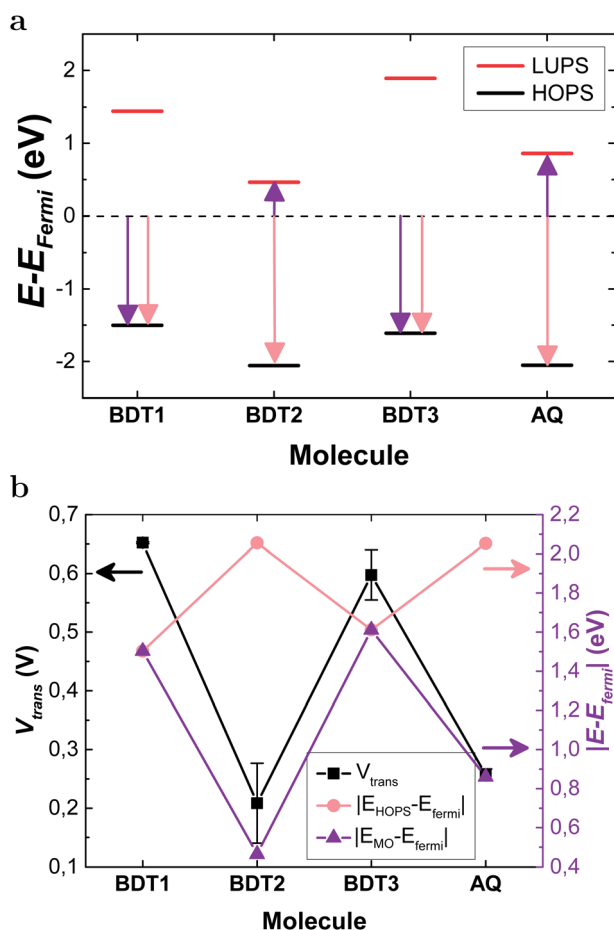 a
LUPS
HOPS
2
1
0
-1
-2
E-E_Fermi (eV)
BDT1 BDT2 BDT3 AQ
Molecule
b
0,7
0,6
0,5
0,4
0,3
0,2
0,1
V_trans (V)
2,2
2,0
1,8
1,6
1,4
1,2
1,0
0,8
0,6
0,4
|E-E_fermi| (eV)
V_trans
|E_HOPS-E_fermi|
|E_MO-E_fermi|
BDT1 BDT2 BDT3 AQ
Molecule